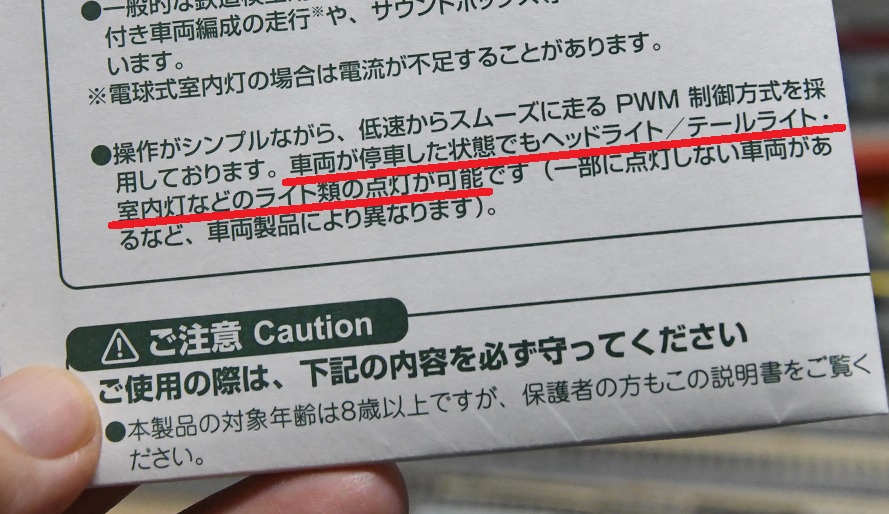 ●一般的な鉄道模型
付き車両編成の走行※や、サウンドボックス
います。
※電球式室内灯の場合は電流が不足することがあります。
●操作がシンプルながら、低速からスムーズに走る PWM 制御方式を採
用しております。車両が停車した状態でもヘッドライト／テールライト・
室内灯などのライト類の点灯が可能です（一部に点灯しない車両があ
るなど、車両製品により異なります）。
ご注意 Caution
ご使用の際は、下記の内容を必ず守ってください
●本製品の対象年齢は8歳以上ですが、保護者の方もこの説明書をご覧く
ださい。